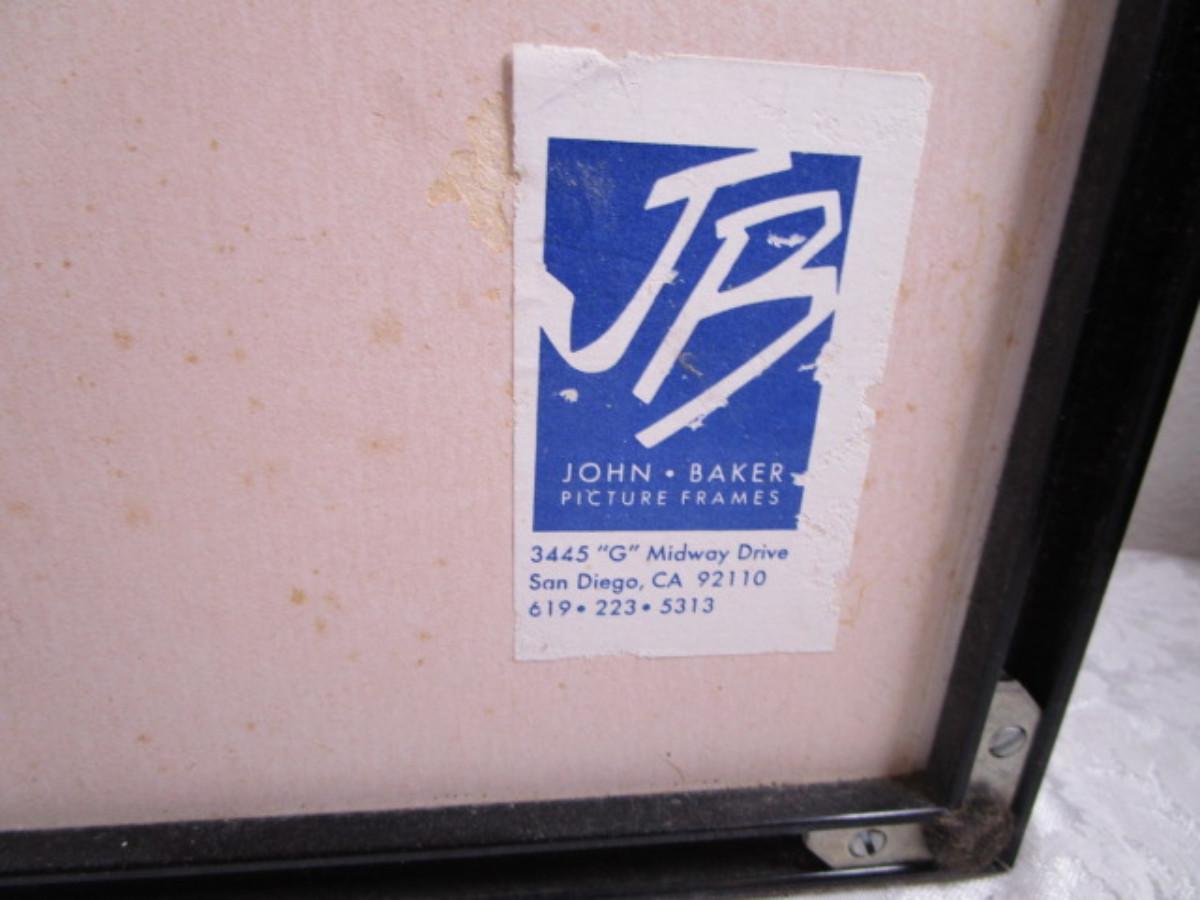 JB
JOHN • BAKER
PICTURE FRAMES
3445 "G" Midway Drive
San Diego, CA 92110
619 • 223 • 5313